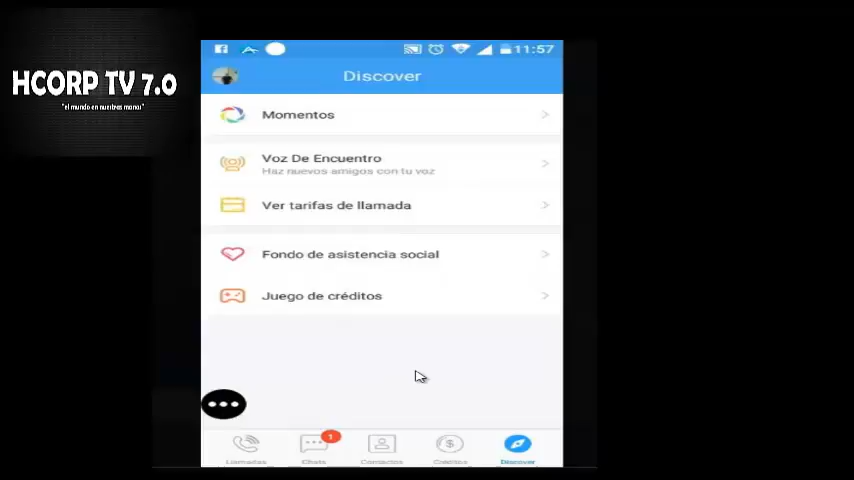 HCORP TV 7.0
"el mundo en nuestras manos"
11:57
Discover
Momentos
Voz De Encuentro
Haz nuevos amigos con tu voz
Ver tarifas de llamada
Fondo de asistencia social
Juego de créditos
1
Llamadas
Chats
Contactos
Créditos
Discover